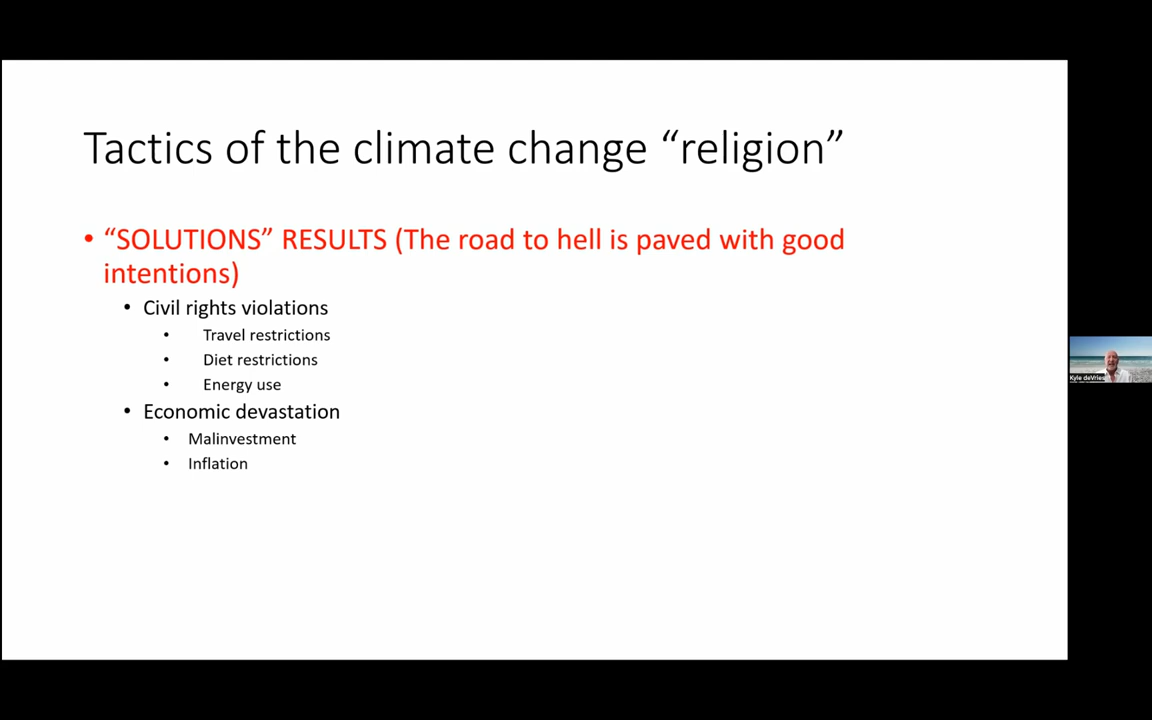 Tactics of the climate change “religion”
• “SOLUTIONS” RESULTS (The road to hell is paved with good
intentions)
• Civil rights violations
• Travel restrictions
• Diet restrictions
• Energy use
• Economic devastation
• Malinvestment
• Inflation
Kyle deVries